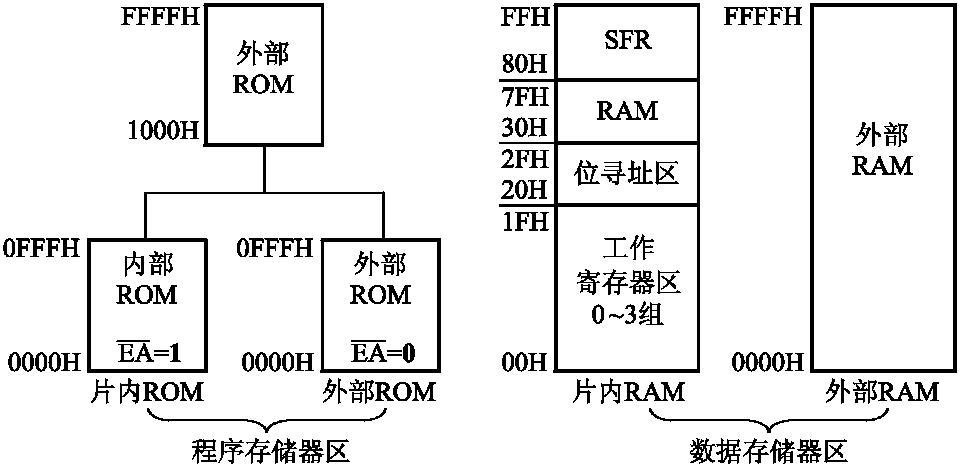 FFFFH
外部
ROM
1000H
0FFFH
内部
ROM
E̅A̅=1
0000H
片内ROM
0FFFH
外部
ROM
E̅A̅=0
0000H
外部ROM
程序存储器区
FFH
SFR
80H
7FH
RAM
30H
2FH
位寻址区
20H
1FH
工作
寄存器区
0~3组
00H
片内RAM
FFFFH
外部
RAM
0000H
外部RAM
数据存储器区